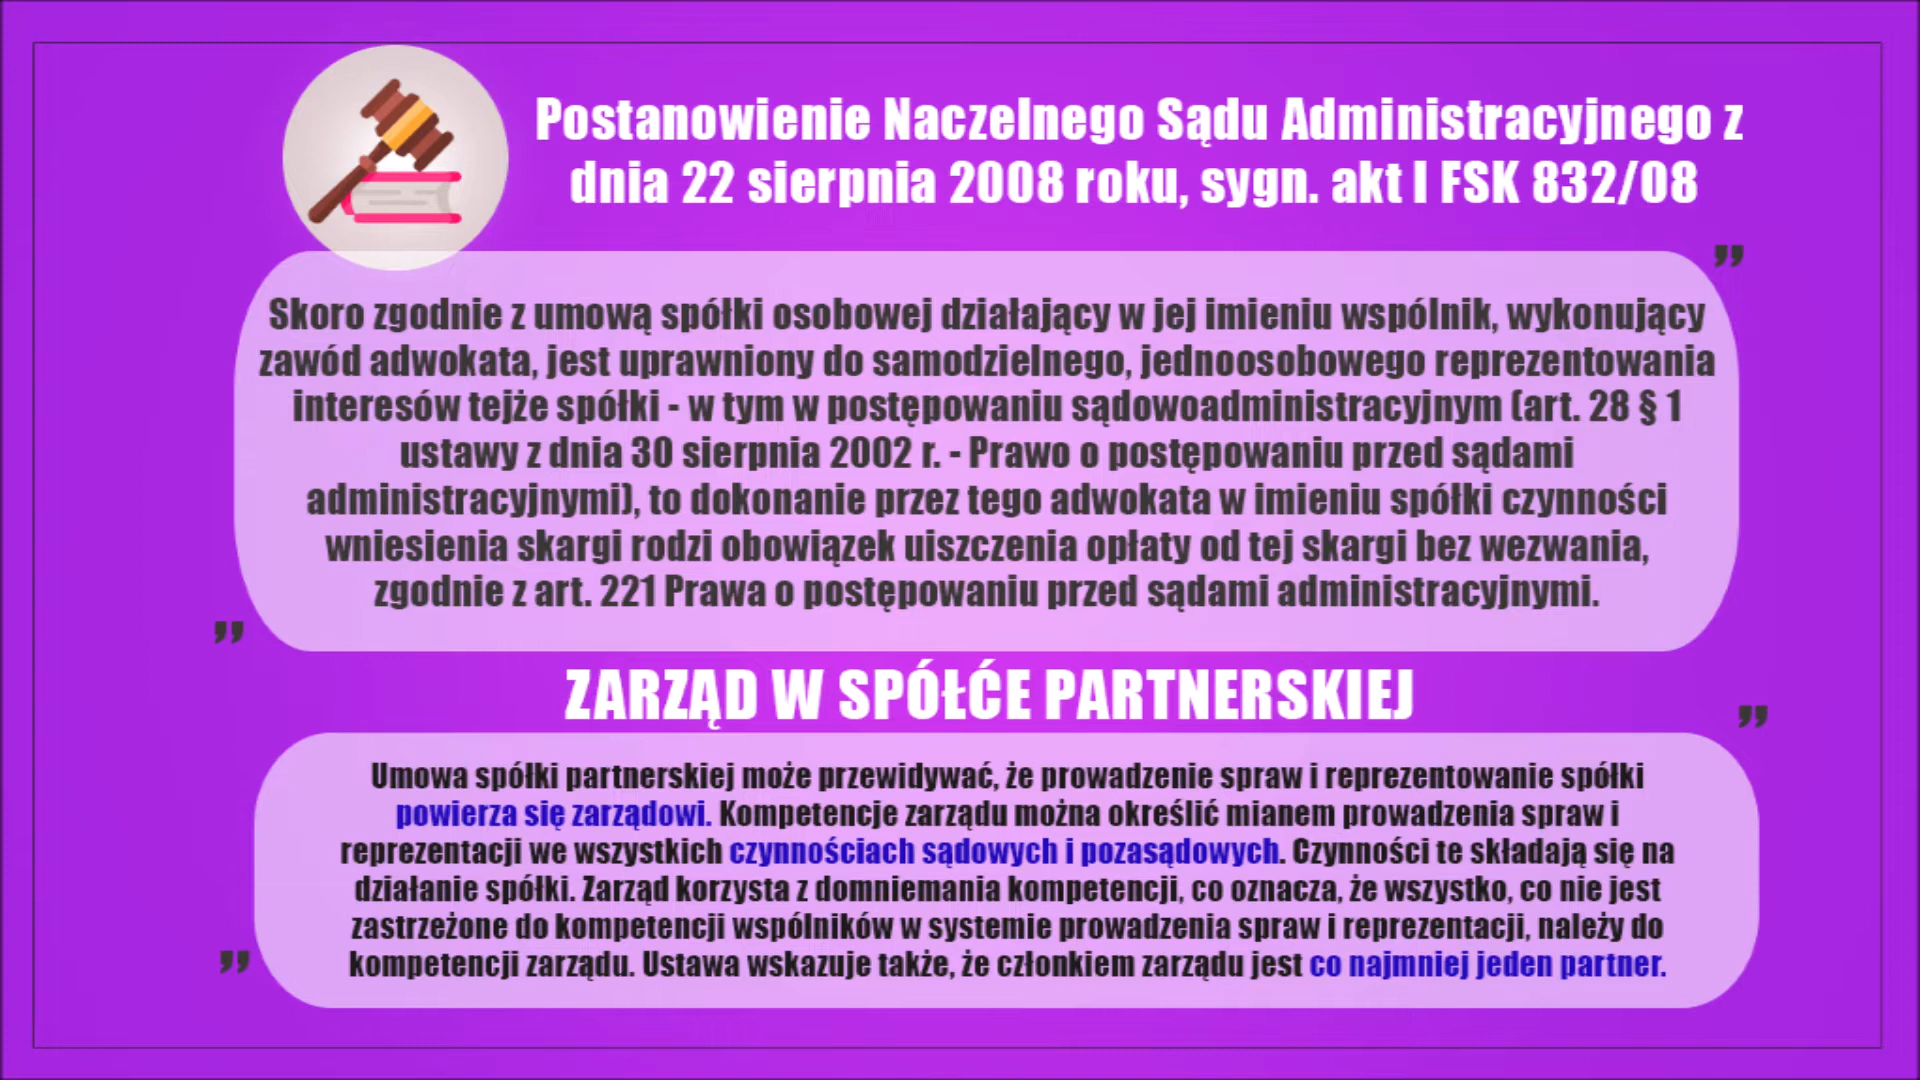 Postanowienie Naczelnego Sądu Administracyjnego z
dnia 22 sierpnia 2008 roku, sygn. akt I FSK 832/08
”
Skoro zgodnie z umową spółki osobowej działający w jej imieniu wspólnik, wykonujący
zawód adwokata, jest uprawniony do samodzielnego, jednoosobowego reprezentowania
interesów tejże spółki - w tym w postępowaniu sądowoadministracyjnym (art. 28 § 1
ustawy z dnia 30 sierpnia 2002 r. - Prawo o postępowaniu przed sądami
administracyjnymi), to dokonanie przez tego adwokata w imieniu spółki czynności
wniesienia skargi rodzi obowiązek uiszczenia opłaty od tej skargi bez wezwania,
zgodnie z art. 221 Prawa o postępowaniu przed sądami administracyjnymi.
”
ZARZĄD W SPÓŁĆE PARTNERSKIEJ
”
Umowa spółki partnerskiej może przewidywać, że prowadzenie spraw i reprezentowanie spółki
powierza się zarządowi. Kompetencje zarządu można określić mianem prowadzenia spraw i
reprezentacji we wszystkich czynnościach sądowych i pozasądowych. Czynności te składają się na
działanie spółki. Zarząd korzysta z domniemania kompetencji, co oznacza, że wszystko, co nie jest
zastrzeżone do kompetencji wspólników w systemie prowadzenia spraw i reprezentacji, należy do
kompetencji zarządu. Ustawa wskazuje także, że członkiem zarządu jest co najmniej jeden partner.
”